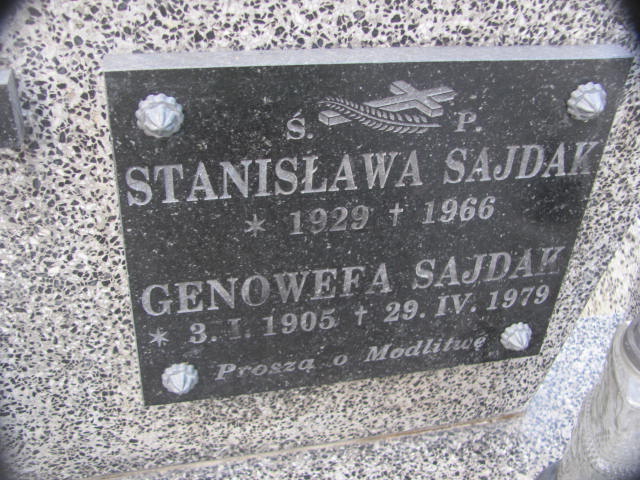 Ś. P.
STANISŁAWA SAJDAK
* 1929 † 1966
GENOWEFA SAJDAK
* 3. I. 1905 † 29. IV. 1979
Proszą o Modlitwę